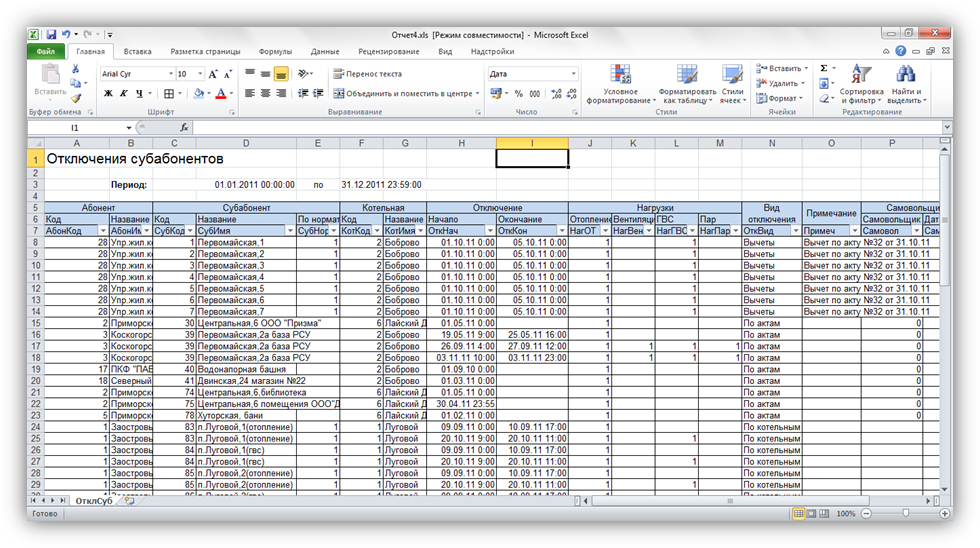 Отчет4.xls [Режим совместимости] - Microsoft Excel
Файл Главная Вставка Разметка страницы Формулы Данные Рецензирование Вид Надстройки
Вставить Arial Cyr 10 Перенос текста Дата Условное форматирование Форматировать как таблицу Стили ячеек Вставить Удалить Формат Сортировка и фильтр Найти и выделить
Ж К Ч Объединить и поместить в центре % 000
Буфер обмена Шрифт Выравнивание Число Стили Ячейки Редактирование
I1 fx
A B C D E F G H I J K L M N O P
1 Отключения субабонентов
2
3 Период: 01.01.2011 00:00:00 по 31.12.2011 23:59:00
4
5 Абонент Субабонент Котельная Отключение Нагрузки Вид отключения Примечание Самовольщи
6 Код Название Код Название По нормат Код Название Начало Окончание Отопление Вентиляци ГВС Пар Самовольщик Дат
7 АбонКод АбонИм СубКод СубИмя СубНор КотКод КотИмя ОткНач ОткКон НагОТ НагВен НагГВС НагПар ОткВид Примеч Самовол Са
8 28 Упр.жил.к 1 Первомайская,1 1 2 Боброво 01.10.11 0:00 05.10.11 0:00 1 1 Вычеты Вычет по акту №32 от 31.10.11
9 28 Упр.жил.к 2 Первомайская,2 1 2 Боброво 01.10.11 0:00 05.10.11 0:00 1 1 Вычеты Вычет по акту №32 от 31.10.11
10 28 Упр.жил.к 3 Первомайская,3 1 2 Боброво 01.10.11 0:00 05.10.11 0:00 1 1 Вычеты Вычет по акту №32 от 31.10.11
11 28 Упр.жил.к 4 Первомайская,4 1 2 Боброво 01.10.11 0:00 05.10.11 0:00 1 1 Вычеты Вычет по акту №32 от 31.10.11
12 28 Упр.жил.к 5 Первомайская,5 1 2 Боброво 01.10.11 0:00 05.10.11 0:00 1 1 Вычеты Вычет по акту №32 от 31.10.11
13 28 Упр.жил.к 6 Первомайская,6 1 2 Боброво 01.10.11 0:00 05.10.11 0:00 1 1 Вычеты Вычет по акту №32 от 31.10.11
14 28 Упр.жил.к 7 Первомайская,7 1 2 Боброво 01.10.11 0:00 05.10.11 0:00 1 1 Вычеты Вычет по акту №32 от 31.10.11
15 2 Приморск 30 Центральная,6 ООО "Призма" 6 Лайский Д 01.05.11 0:00 1 По актам 0
16 3 Коскогорс 39 Первомайская,2а база РСУ 2 Боброво 19.05.11 9:00 25.05.11 16:00 1 По актам 0
17 3 Коскогорс 39 Первомайская,2а база РСУ 2 Боброво 26.09.11 4:00 27.09.11 12:00 1 1 1 1 По актам 0
18 3 Коскогорс 39 Первомайская,2а база РСУ 2 Боброво 03.11.11 10:00 03.11.11 23:00 1 1 1 1 По актам 0
19 17 ПКФ "ПАЕ 40 Водонапорная башня 2 Боброво 01.09.10 0:00 1 По актам 0
20 18 Северный 41 Двинская,24 магазин №22 2 Боброво 01.03.11 0:00 1 По актам 0
21 2 Приморск 74 Центральная,6,библиотека 6 Лайский Д 01.05.11 0:00 1 По актам 0
22 2 Приморск 75 Центральная,6 помещения ООО"Д 6 Лайский Д 30.04.11 23:55 1 По актам 0
23 5 Приморск 78 Хуторская, бани 6 Лайский Д 01.02.11 0:00 1 По актам 0
24 1 Заостровь 83 п.Луговой,1(отопление) 1 1 Луговой 09.09.11 0:00 10.09.11 17:00 1 По котельным
25 1 Заостровь 83 п.Луговой,1(отопление) 1 1 Луговой 20.10.11 9:00 20.10.11 11:00 1 1 По котельным
26 1 Заостровь 84 п.Луговой,1(гвс) 1 1 Луговой 09.09.11 0:00 10.09.11 17:00 1 По котельным
27 1 Заостровь 84 п.Луговой,1(гвс) 1 1 Луговой 20.10.11 9:00 20.10.11 11:00 1 1 По котельным
28 1 Заостровь 85 п.Луговой,2(отопление) 1 1 Луговой 09.09.11 0:00 10.09.11 17:00 1 По котельным
29 1 Заостровь 85 п.Луговой,2(отопление) 1 1 Луговой 20.10.11 9:00 20.10.11 11:00 1 1 По котельным
ОтклСуб
Готово 100%